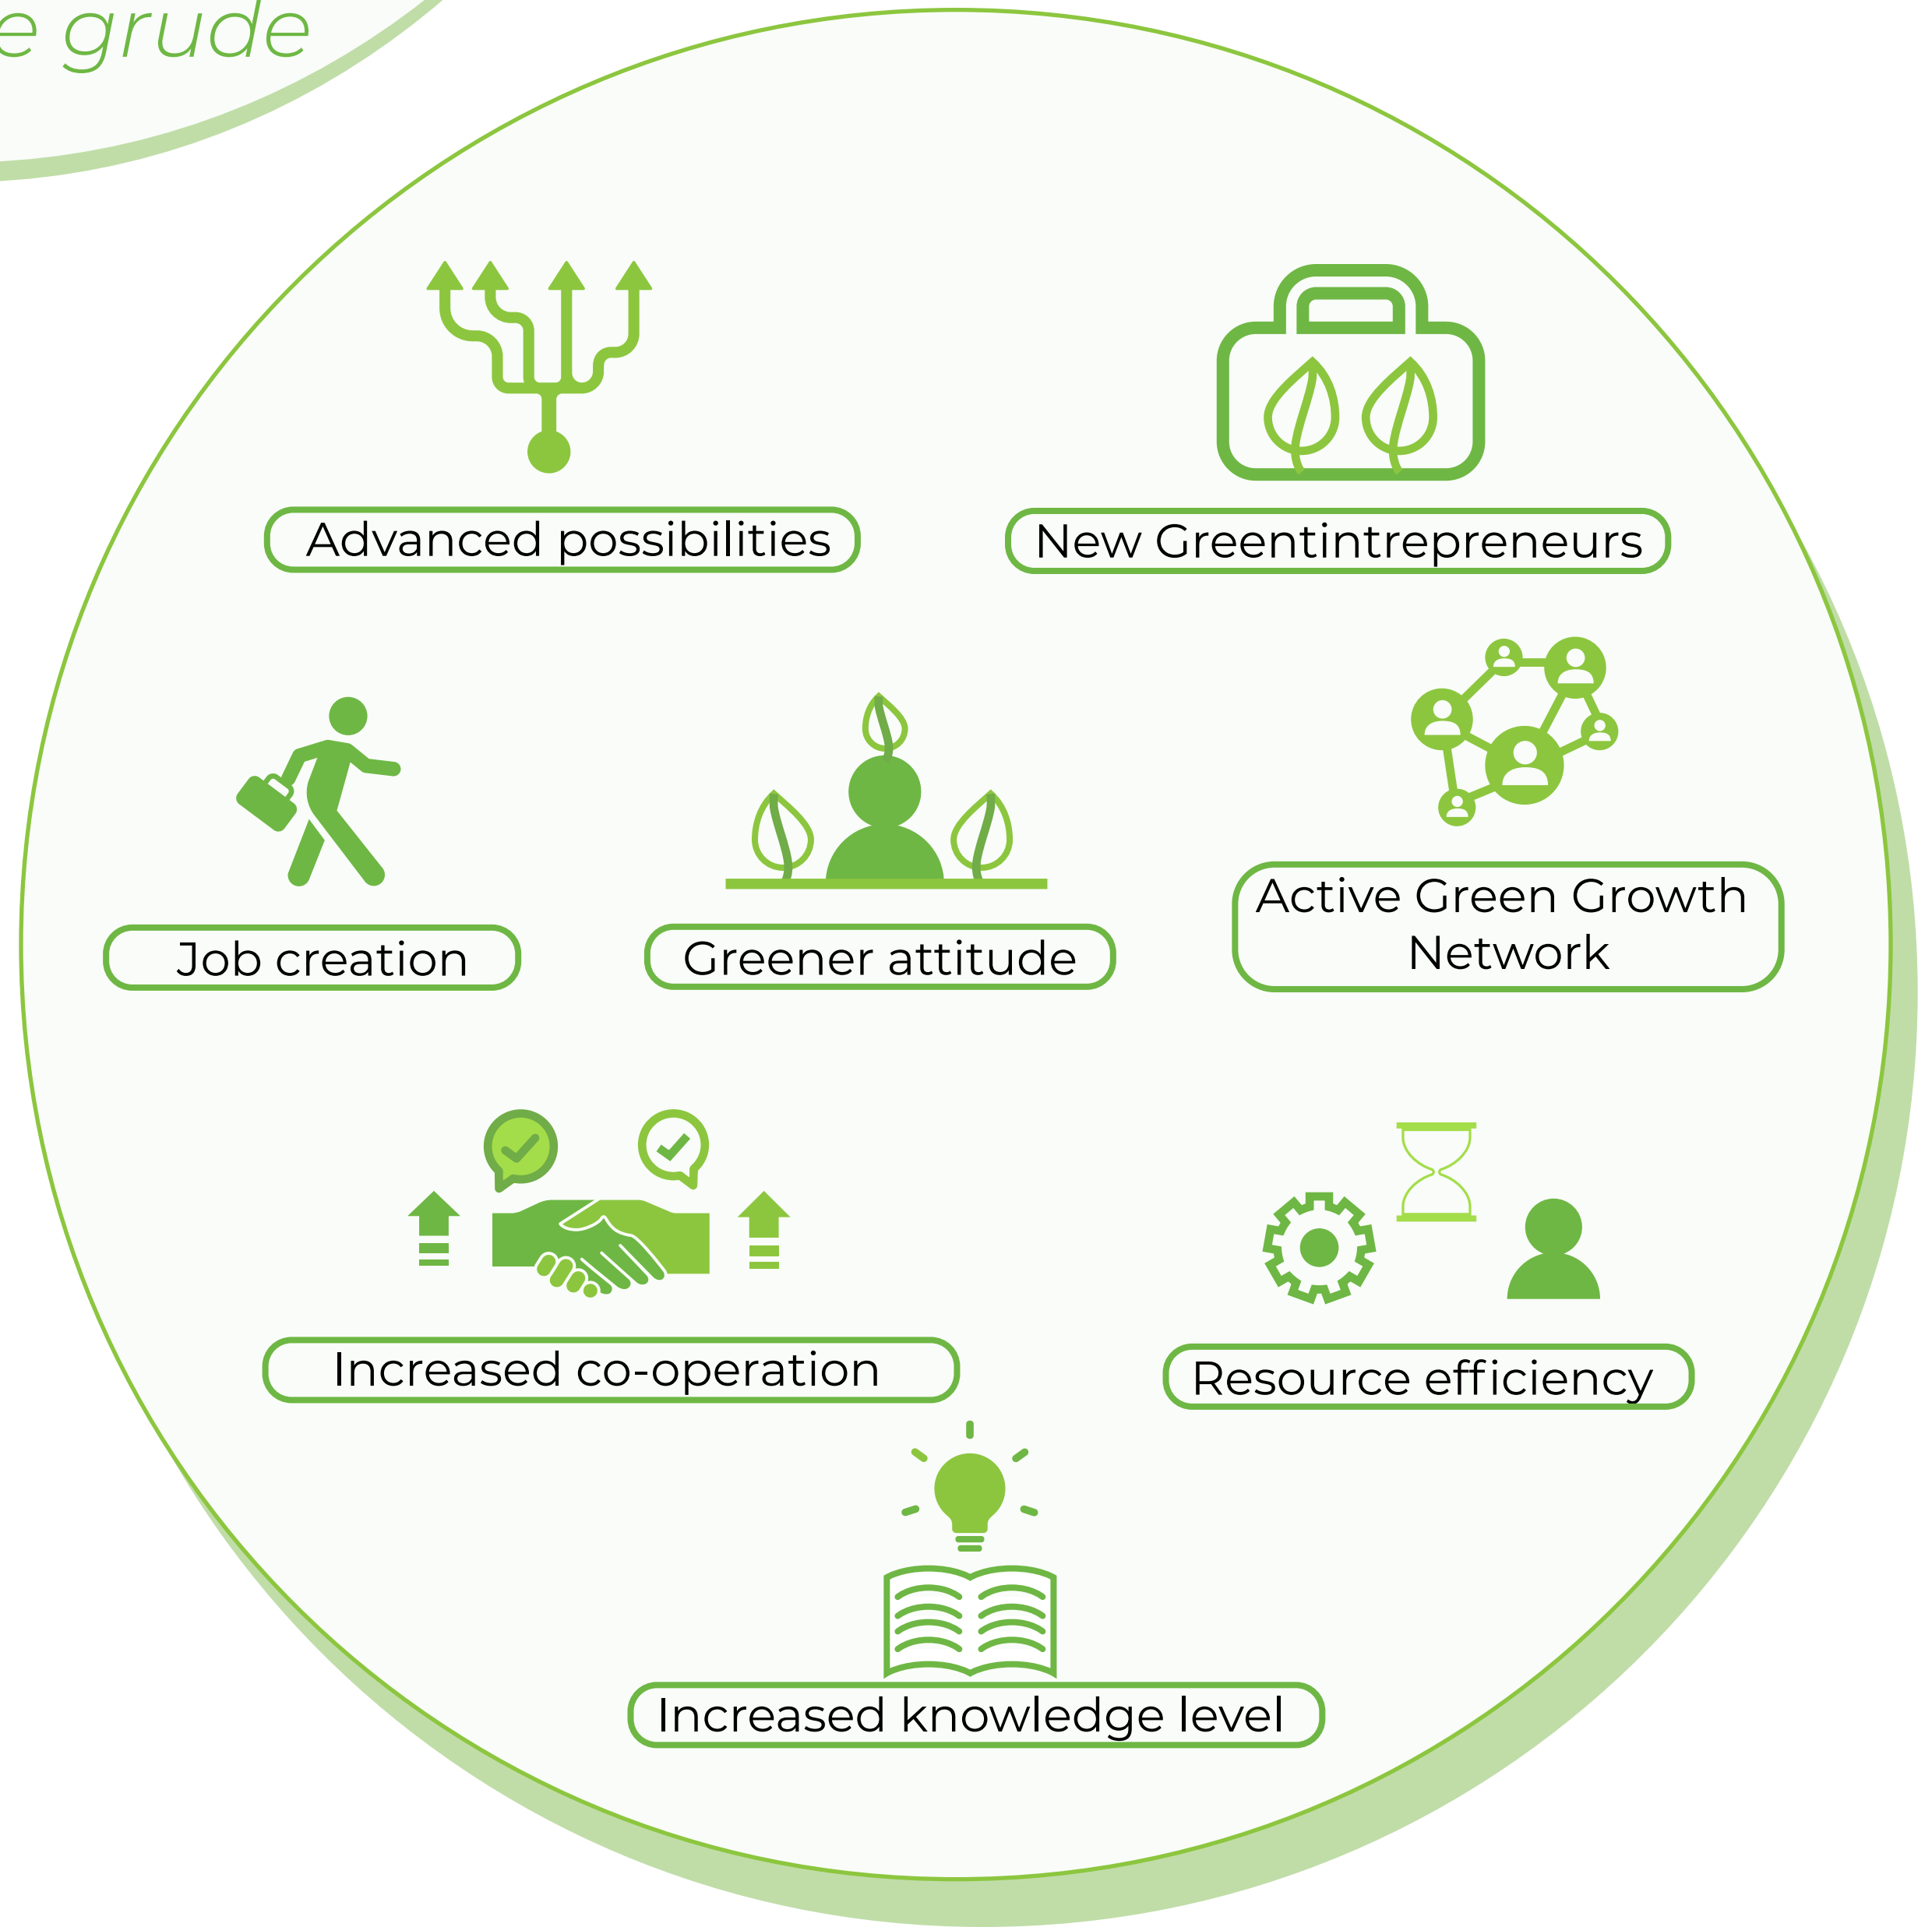 e grude
Advanced possibilities
New Greentintrepreneurs
Job creation
Greener attitude
Active Green Growth
Network
Increased co-operation
Resource efficiency
Increased knowledge level